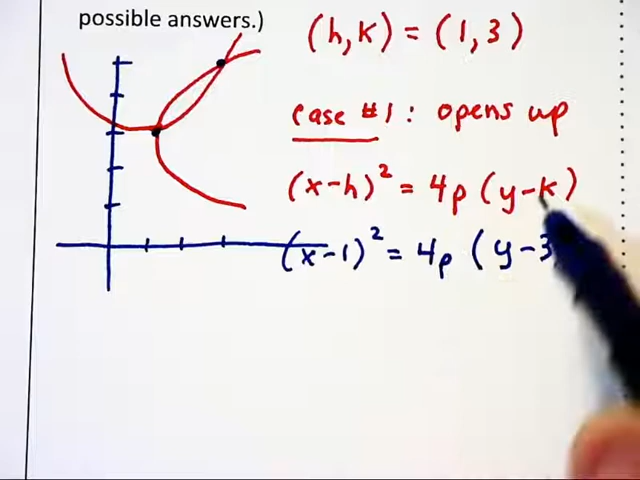 possible answers.)
(h,k) = (1,3)
case #1: opens up
(x-h)² = 4p(y-k)
(x-1)² = 4p (y-3